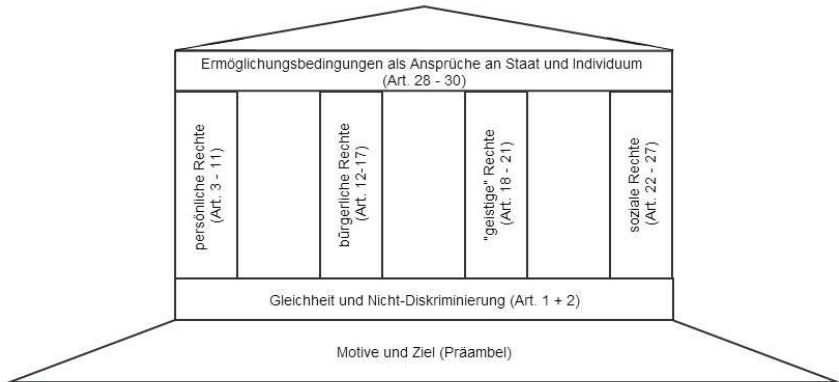 Ermöglichungsbedingungen als Ansprüche an Staat und Individuum
(Art. 28 - 30)
persönliche Rechte
(Art. 3 - 11)
bürgerliche Rechte
(Art. 12-17)
"geistige" Rechte
(Art. 18 - 21)
soziale Rechte
(Art. 22 - 27)
Gleichheit und Nicht-Diskriminierung (Art. 1 + 2)
Motive und Ziel (Präambel)